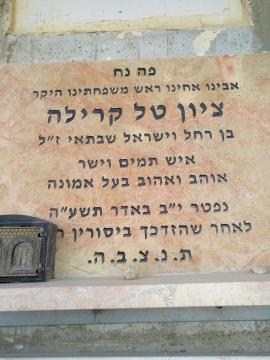 פה נח
אבינו אחינו ראש משפחתינו היקר
ציון טל קרילה
בן רחל וישראל שבתאי ז"ל
איש תמים וישר
אוהב ואהוב בעל אמונה
נפטר י"ב באדר תשע"ה
לאחר שהזדכך ביסורין
ת.נ.צ.ב.ה.